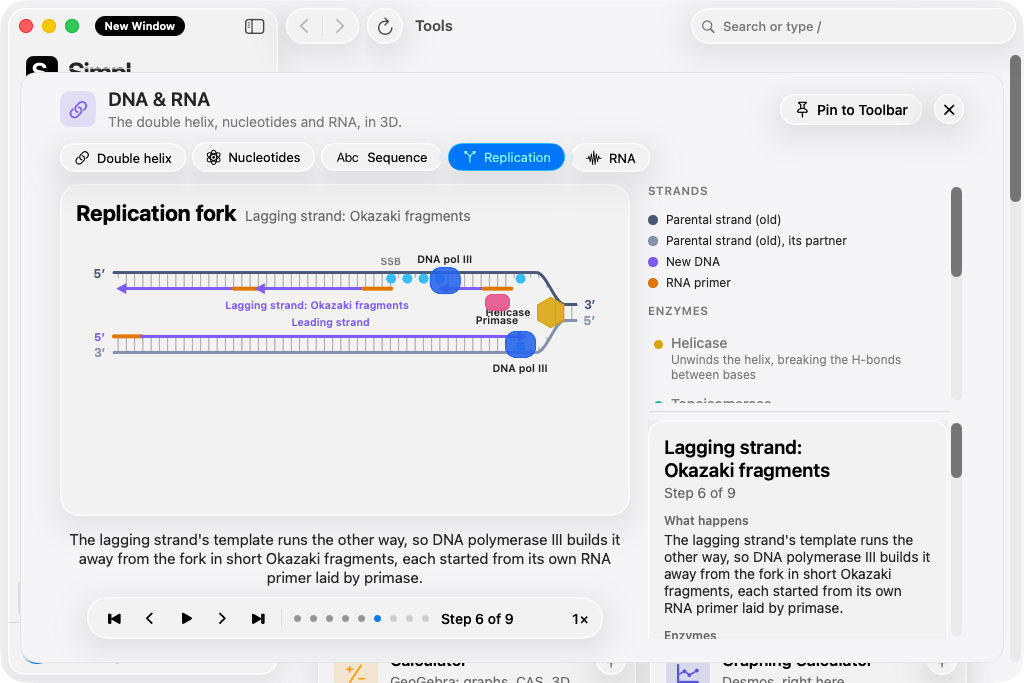 New Window
Tools
Search or type /
Simpl
DNA & RNA
The double helix, nucleotides and RNA, in 3D.
Pin to Toolbar
Double helix
Nucleotides
Abc Sequence
Replication
RNA
Replication fork Lagging strand: Okazaki fragments
SSB
DNA pol III
5′
Lagging strand: Okazaki fragments
Leading strand
Helicase
Primase
3′
5′
5′
3′
DNA pol III
The lagging strand's template runs the other way, so DNA polymerase III builds it
away from the fork in short Okazaki fragments, each started from its own RNA
primer laid by primase.
Step 6 of 9
1×
STRANDS
Parental strand (old)
Parental strand (old), its partner
New DNA
RNA primer
ENZYMES
Helicase
Unwinds the helix, breaking the H-bonds
between bases
Topoisomerase
Lagging strand:
Okazaki fragments
Step 6 of 9
What happens
The lagging strand's template runs the
other way, so DNA polymerase III builds it
away from the fork in short Okazaki
fragments, each started from its own
RNA primer laid by primase.
Enzymes
Calculator
GeoGebra: graphs, CAS, 3D
Graphing Calculator
Desmos, right here